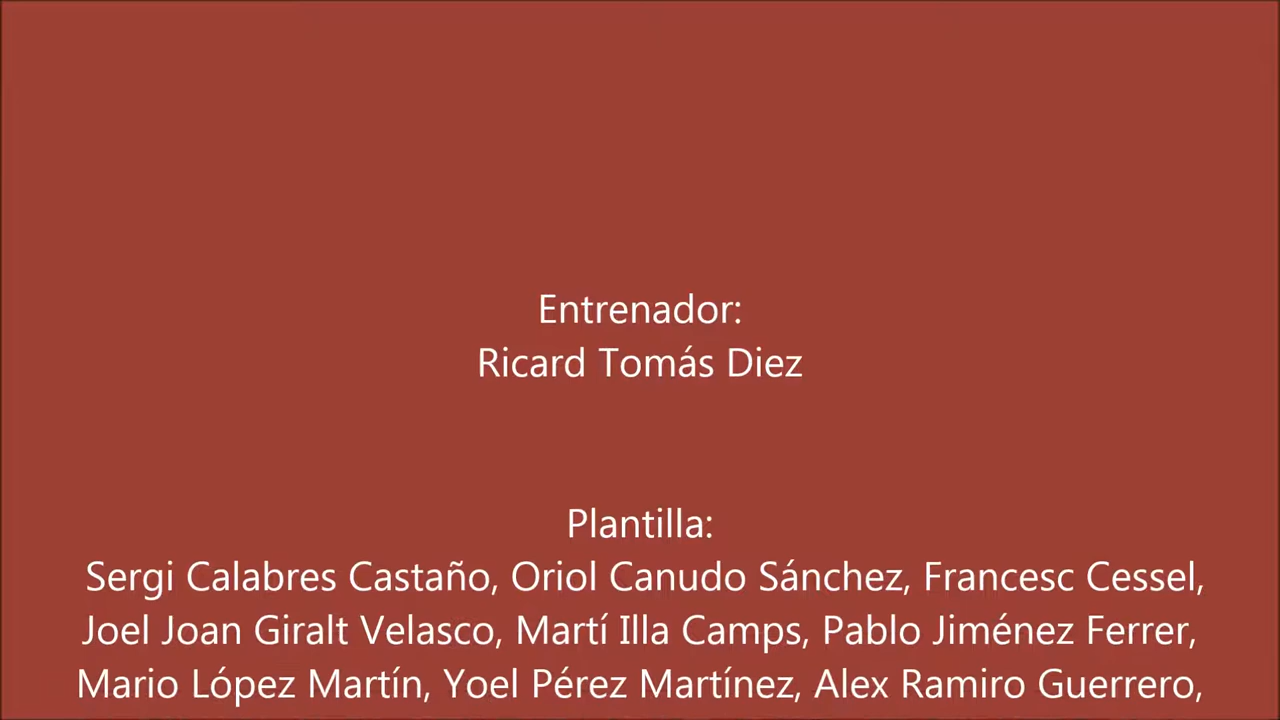 Entrenador:
Ricard Tomás Diez
Plantilla:
Sergi Calabres Castaño, Oriol Canudo Sánchez, Francesc Cessel,
Joel Joan Giralt Velasco, Martí Illa Camps, Pablo Jiménez Ferrer,
Mario López Martín, Yoel Pérez Martínez, Alex Ramiro Guerrero,